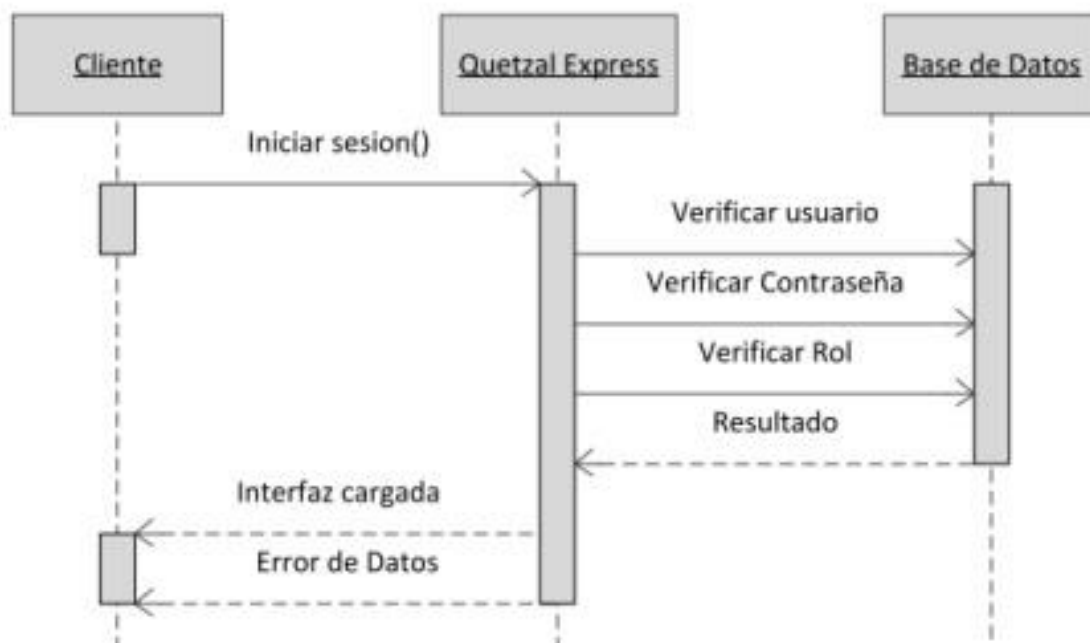 Cliente
Quetzal Express
Base de Datos
Iniciar sesion()
Verificar usuario
Verificar Contraseña
Verificar Rol
Resultado
Interfaz cargada
Error de Datos